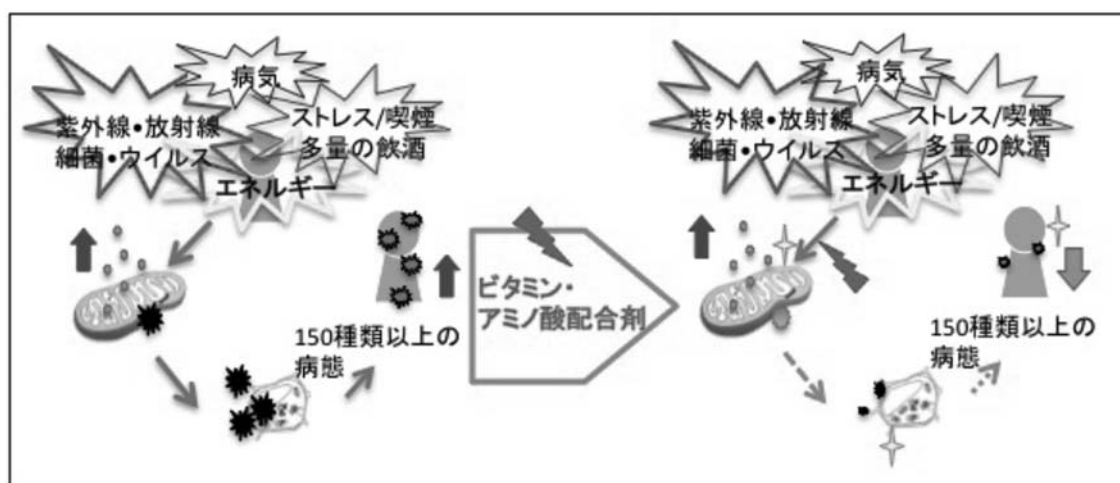 病気
紫外線・放射線
細菌・ウイルス
ストレス/喫煙
多量の飲酒
エネルギー
150種類以上の
病態
ビタミン・
アミノ酸配合剤
病気
紫外線・放射線
細菌・ウイルス
ストレス/喫煙
多量の飲酒
エネルギー
150種類以上の
病態